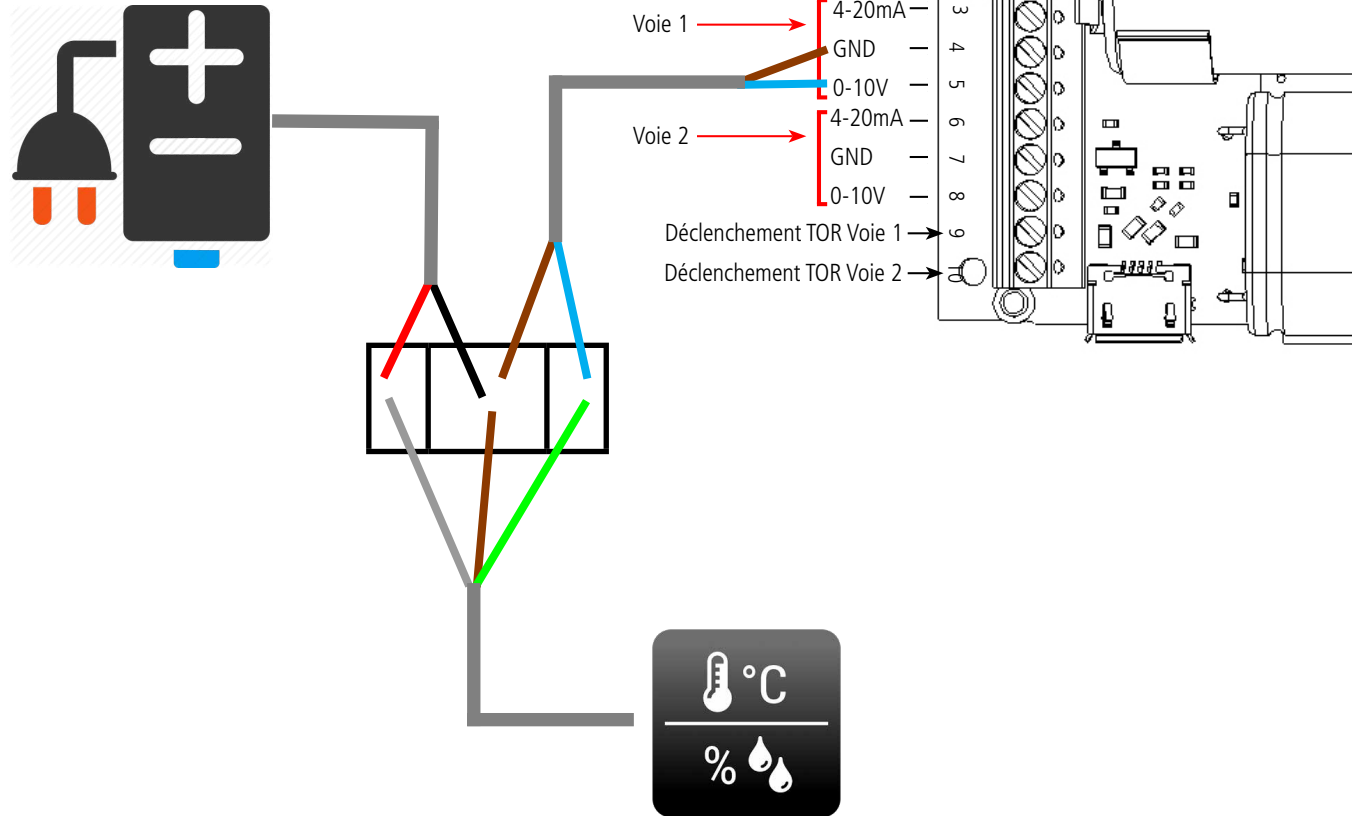 4-20mA 3
Voie 1
GND 4
0-10V 5
4-20mA 6
Voie 2
GND 7
0-10V 8
Déclenchement TOR Voie 1 9
Déclenchement TOR Voie 2
°C
%